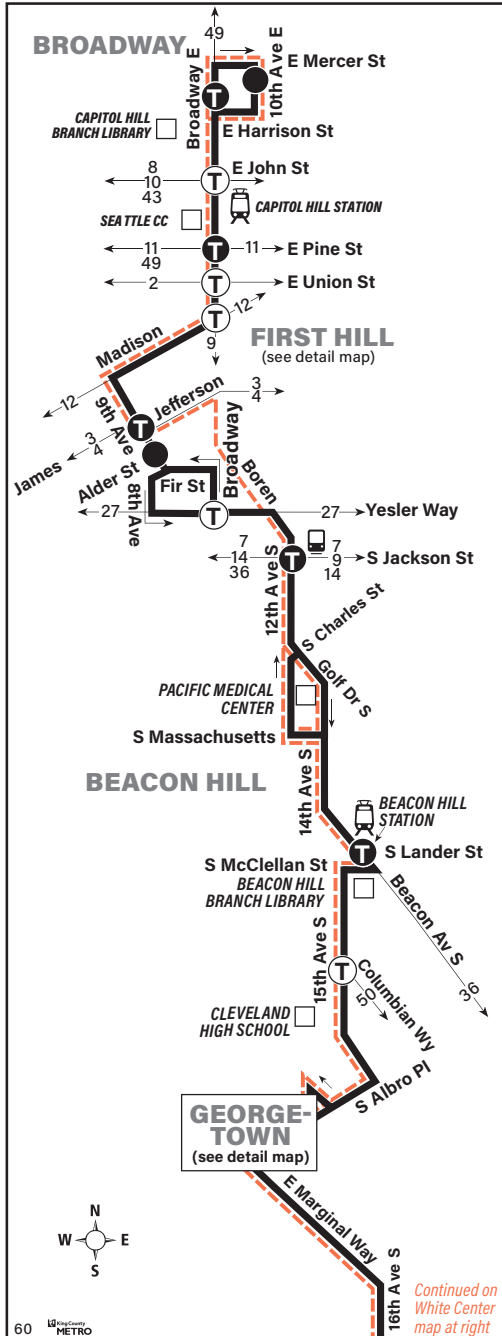 49
BROADWAY
Broadway E
10th Ave E
E Mercer St
T
CAPITOL HILL
BRANCH LIBRARY
E Harrison St
8
10
43
T
E John St
CAPITOL HILL STATION
SEATTLE CC
11
49
T
11
E Pine St
2
T
E Union St
12
T
9
Madison
FIRST HILL
(see detail map)
12
9th Ave
Jefferson
3
4
T
3
4
James
Alder St
Fir St
Broadway
Boren
8th Ave
27
T
27
Yesler Way
7
14
36
T
7
9
14
S Jackson St
12th Ave S
S Charles St
Golf Dr S
PACIFIC MEDICAL
CENTER
S Massachusetts
BEACON HILL
14th Ave S
BEACON HILL
STATION
T
S Lander St
S McClellan St
BEACON HILL
BRANCH LIBRARY
Beacon Av S
36
15th Ave S
T
Columbian Wy
50
CLEVELAND
HIGH SCHOOL
S Albro Pl
GEORGE-
TOWN
(see detail map)
E Marginal Way
16th Ave S
N
W E
S
Continued on
White Center
map at right
60
King County
METRO